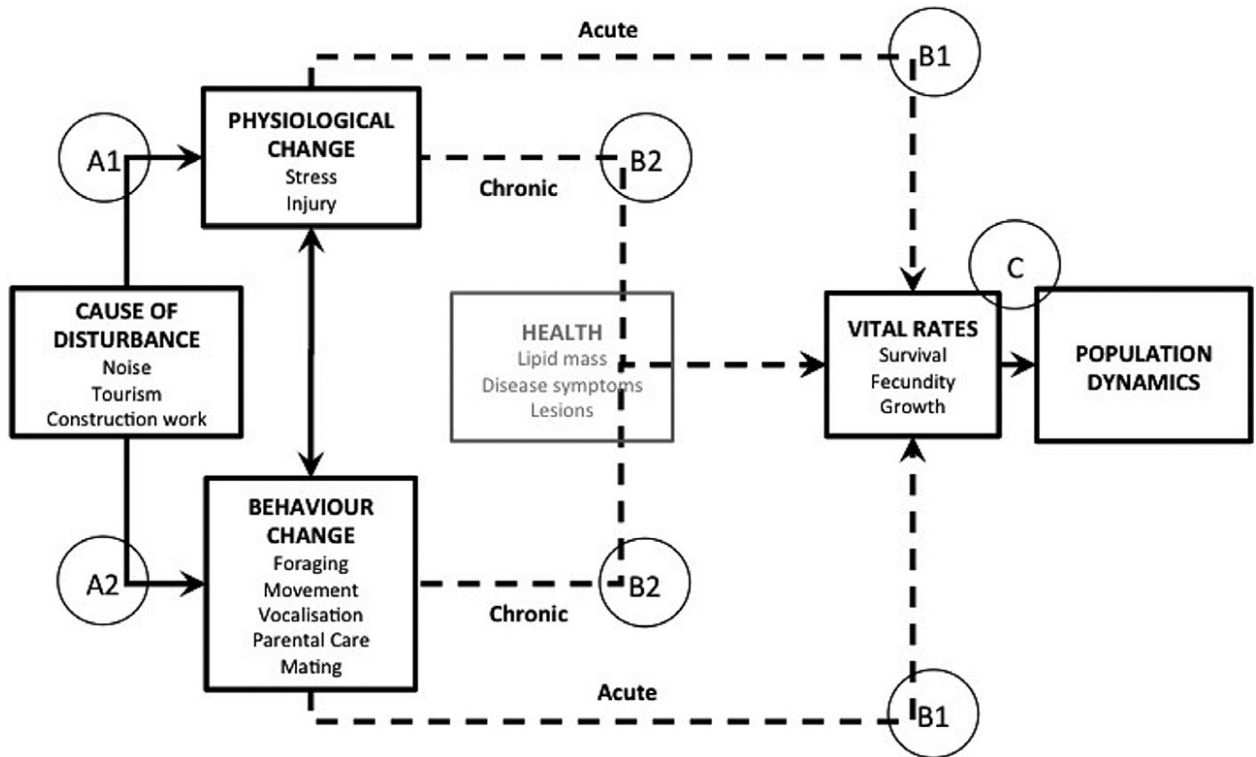 Acute
B1
PHYSIOLOGICAL
CHANGE
Stress
Injury
A1
B2
Chronic
C
CAUSE OF
DISTURBANCE
Noise
Tourism
Construction work
HEALTH
Lipid mass
Disease symptoms
Lesions
VITAL RATES
Survival
Fecundity
Growth
POPULATION
DYNAMICS
BEHAVIOUR
CHANGE
Foraging
Movement
Vocalisation
Parental Care
Mating
A2
B2
Chronic
Acute
B1